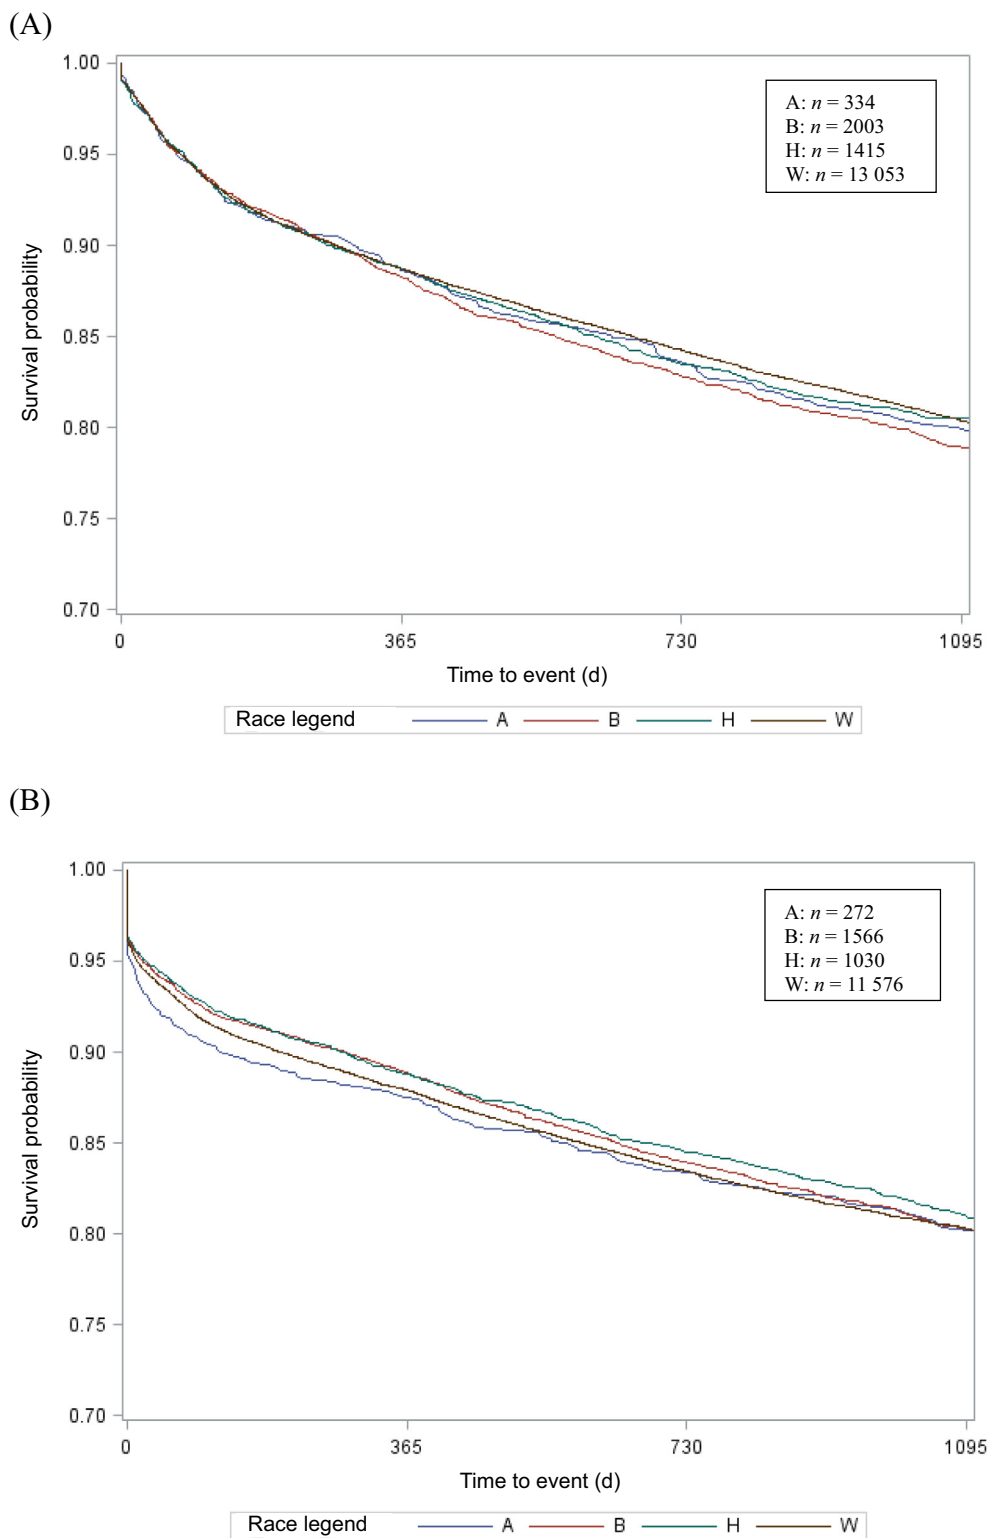 (A)
1.00
0.95
0.90
0.85
0.80
0.75
0.70
Survival probability
A: n = 334
B: n = 2003
H: n = 1415
W: n = 13 053
0 365 730 1095
Time to event (d)
Race legend A B H W
(B)
1.00
0.95
0.90
0.85
0.80
0.75
0.70
Survival probability
A: n = 272
B: n = 1566
H: n = 1030
W: n = 11 576
0 365 730 1095
Time to event (d)
Race legend A B H W